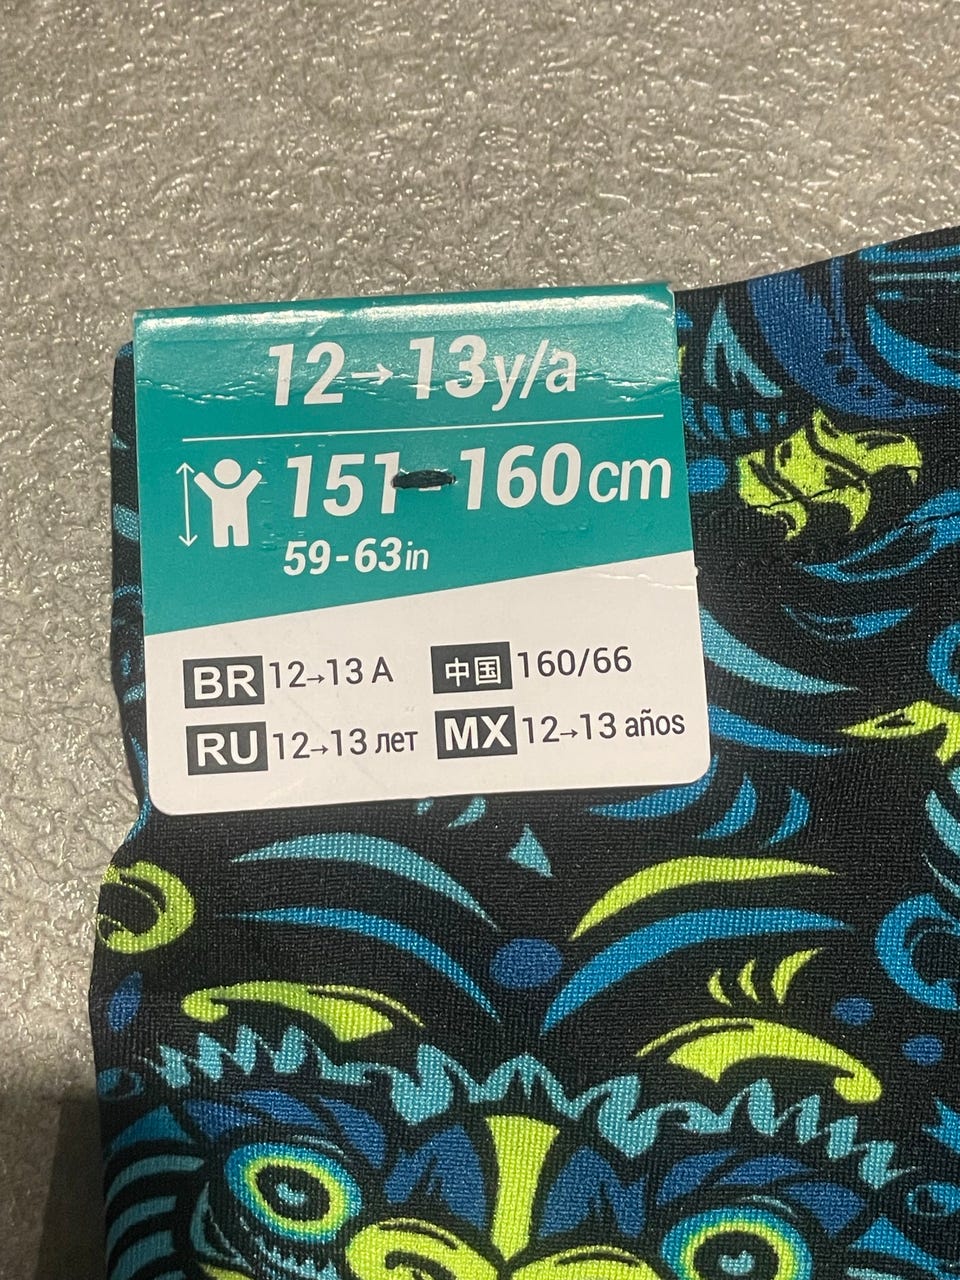 12→13y/a
151-160cm
59-63in
BR 12→13 A 中国 160/66
RU 12→13 лет MX 12→13 años